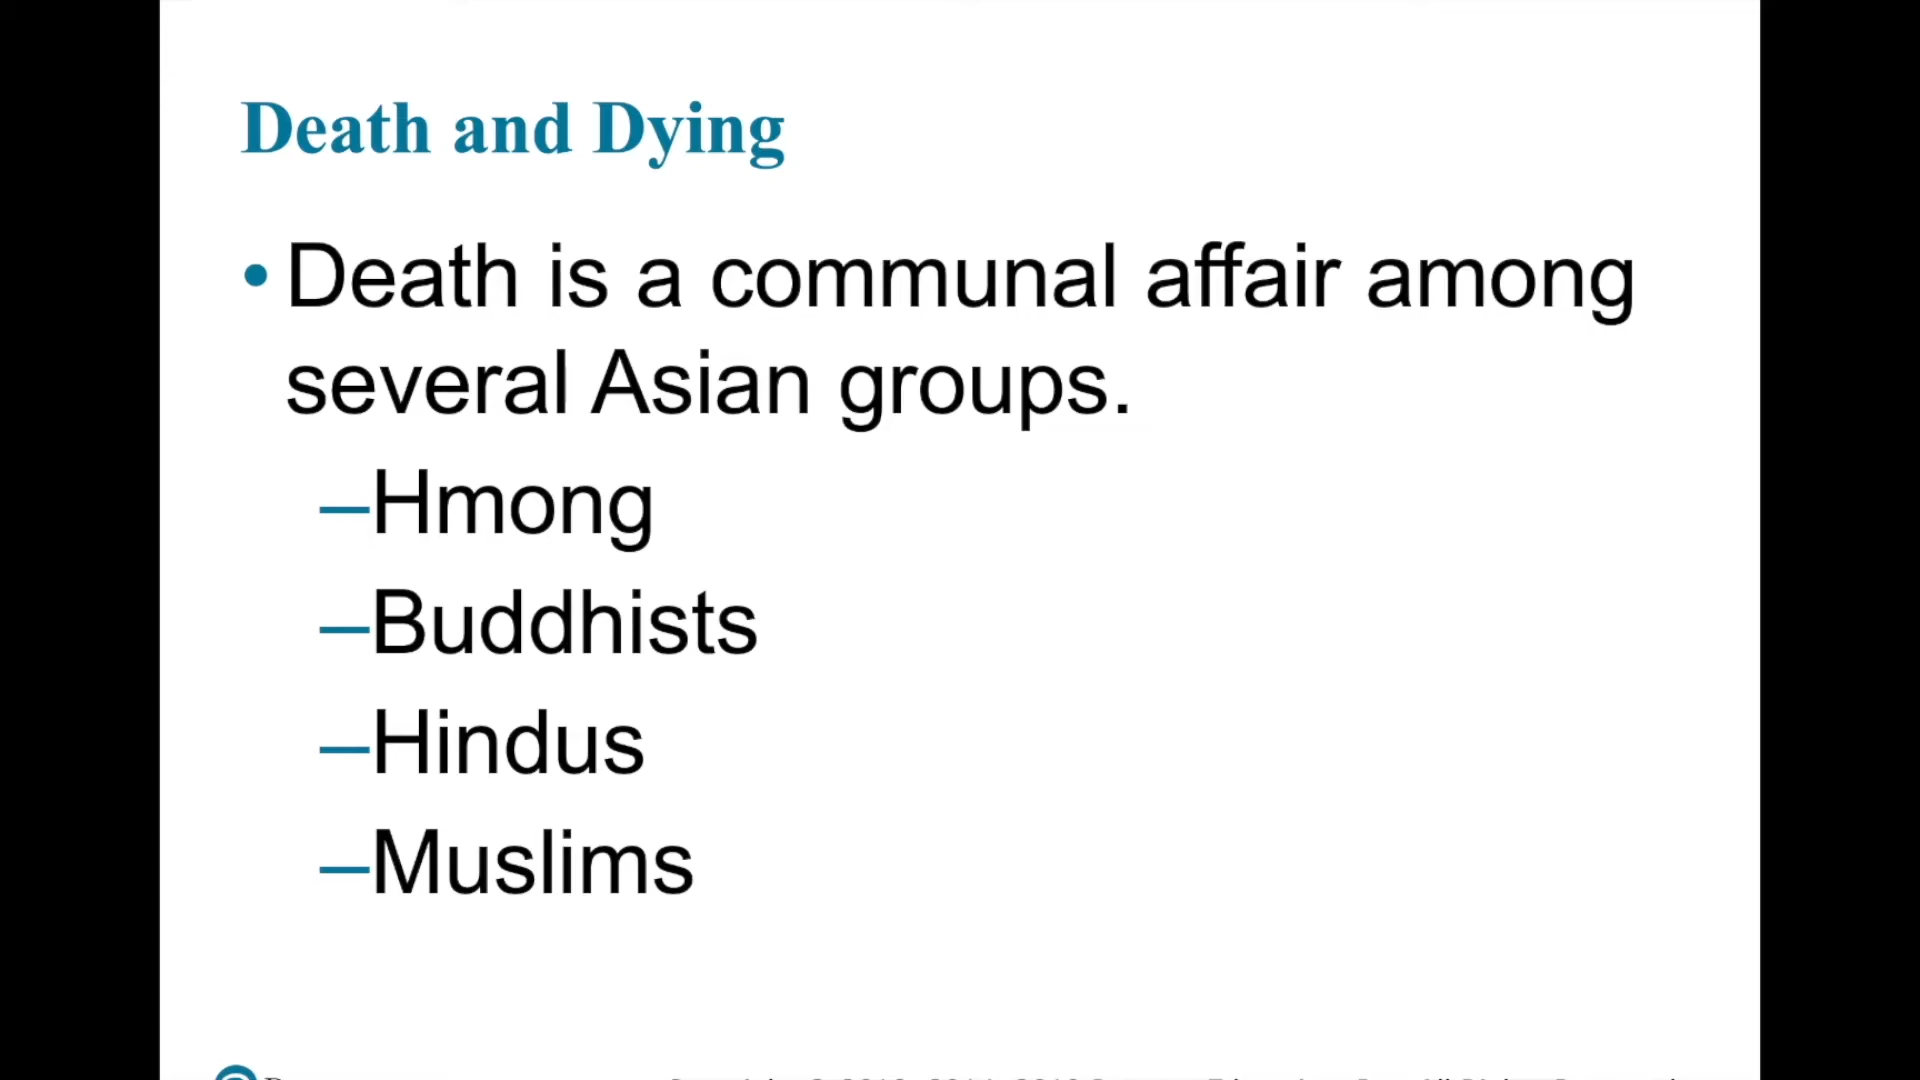 Death and Dying
• Death is a communal affair among
several Asian groups.
–Hmong
–Buddhists
–Hindus
–Muslims